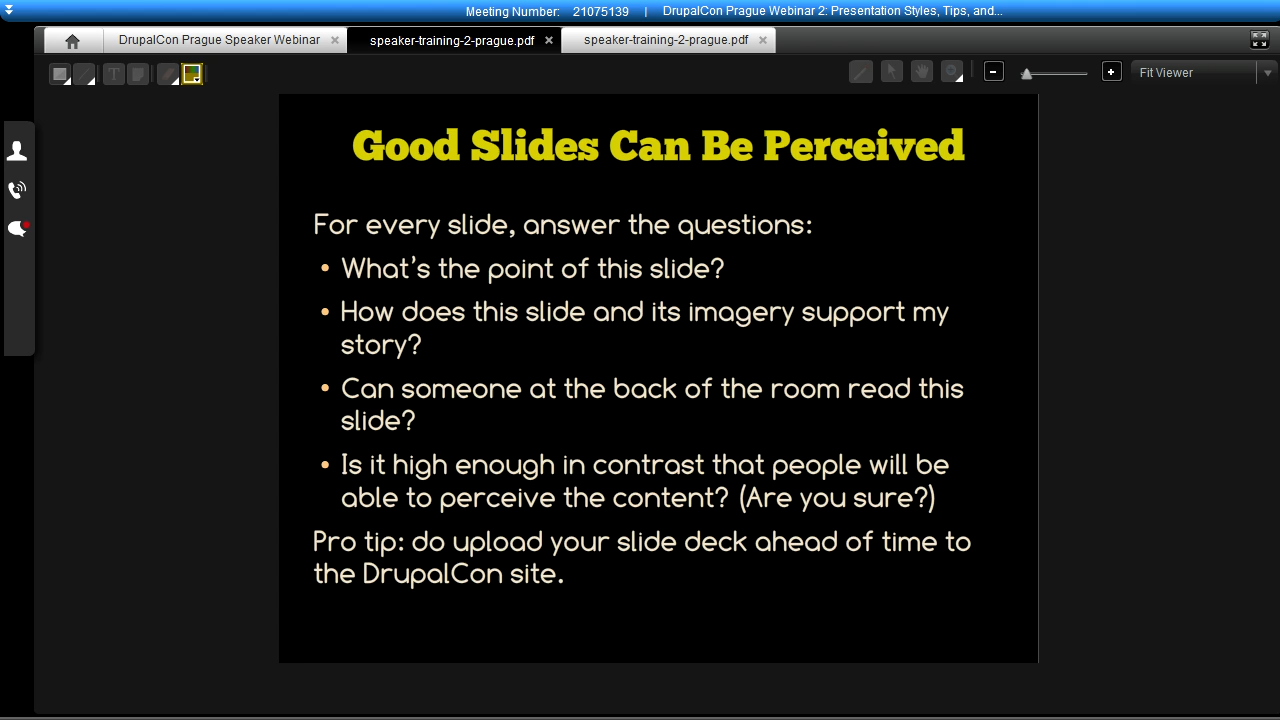 Meeting Number: 21075139 | DrupalCon Prague Webinar 2: Presentation Styles, Tips, and...
DrupalCon Prague Speaker Webinar
speaker-training-2-prague.pdf
speaker-training-2-prague.pdf
T
Fit Viewer
Good Slides Can Be Perceived
For every slide, answer the questions:
• What's the point of this slide?
• How does this slide and its imagery support my
story?
• Can someone at the back of the room read this
slide?
• Is it high enough in contrast that people will be
able to perceive the content? (Are you sure?)
Pro tip: do upload your slide deck ahead of time to
the DrupalCon site.